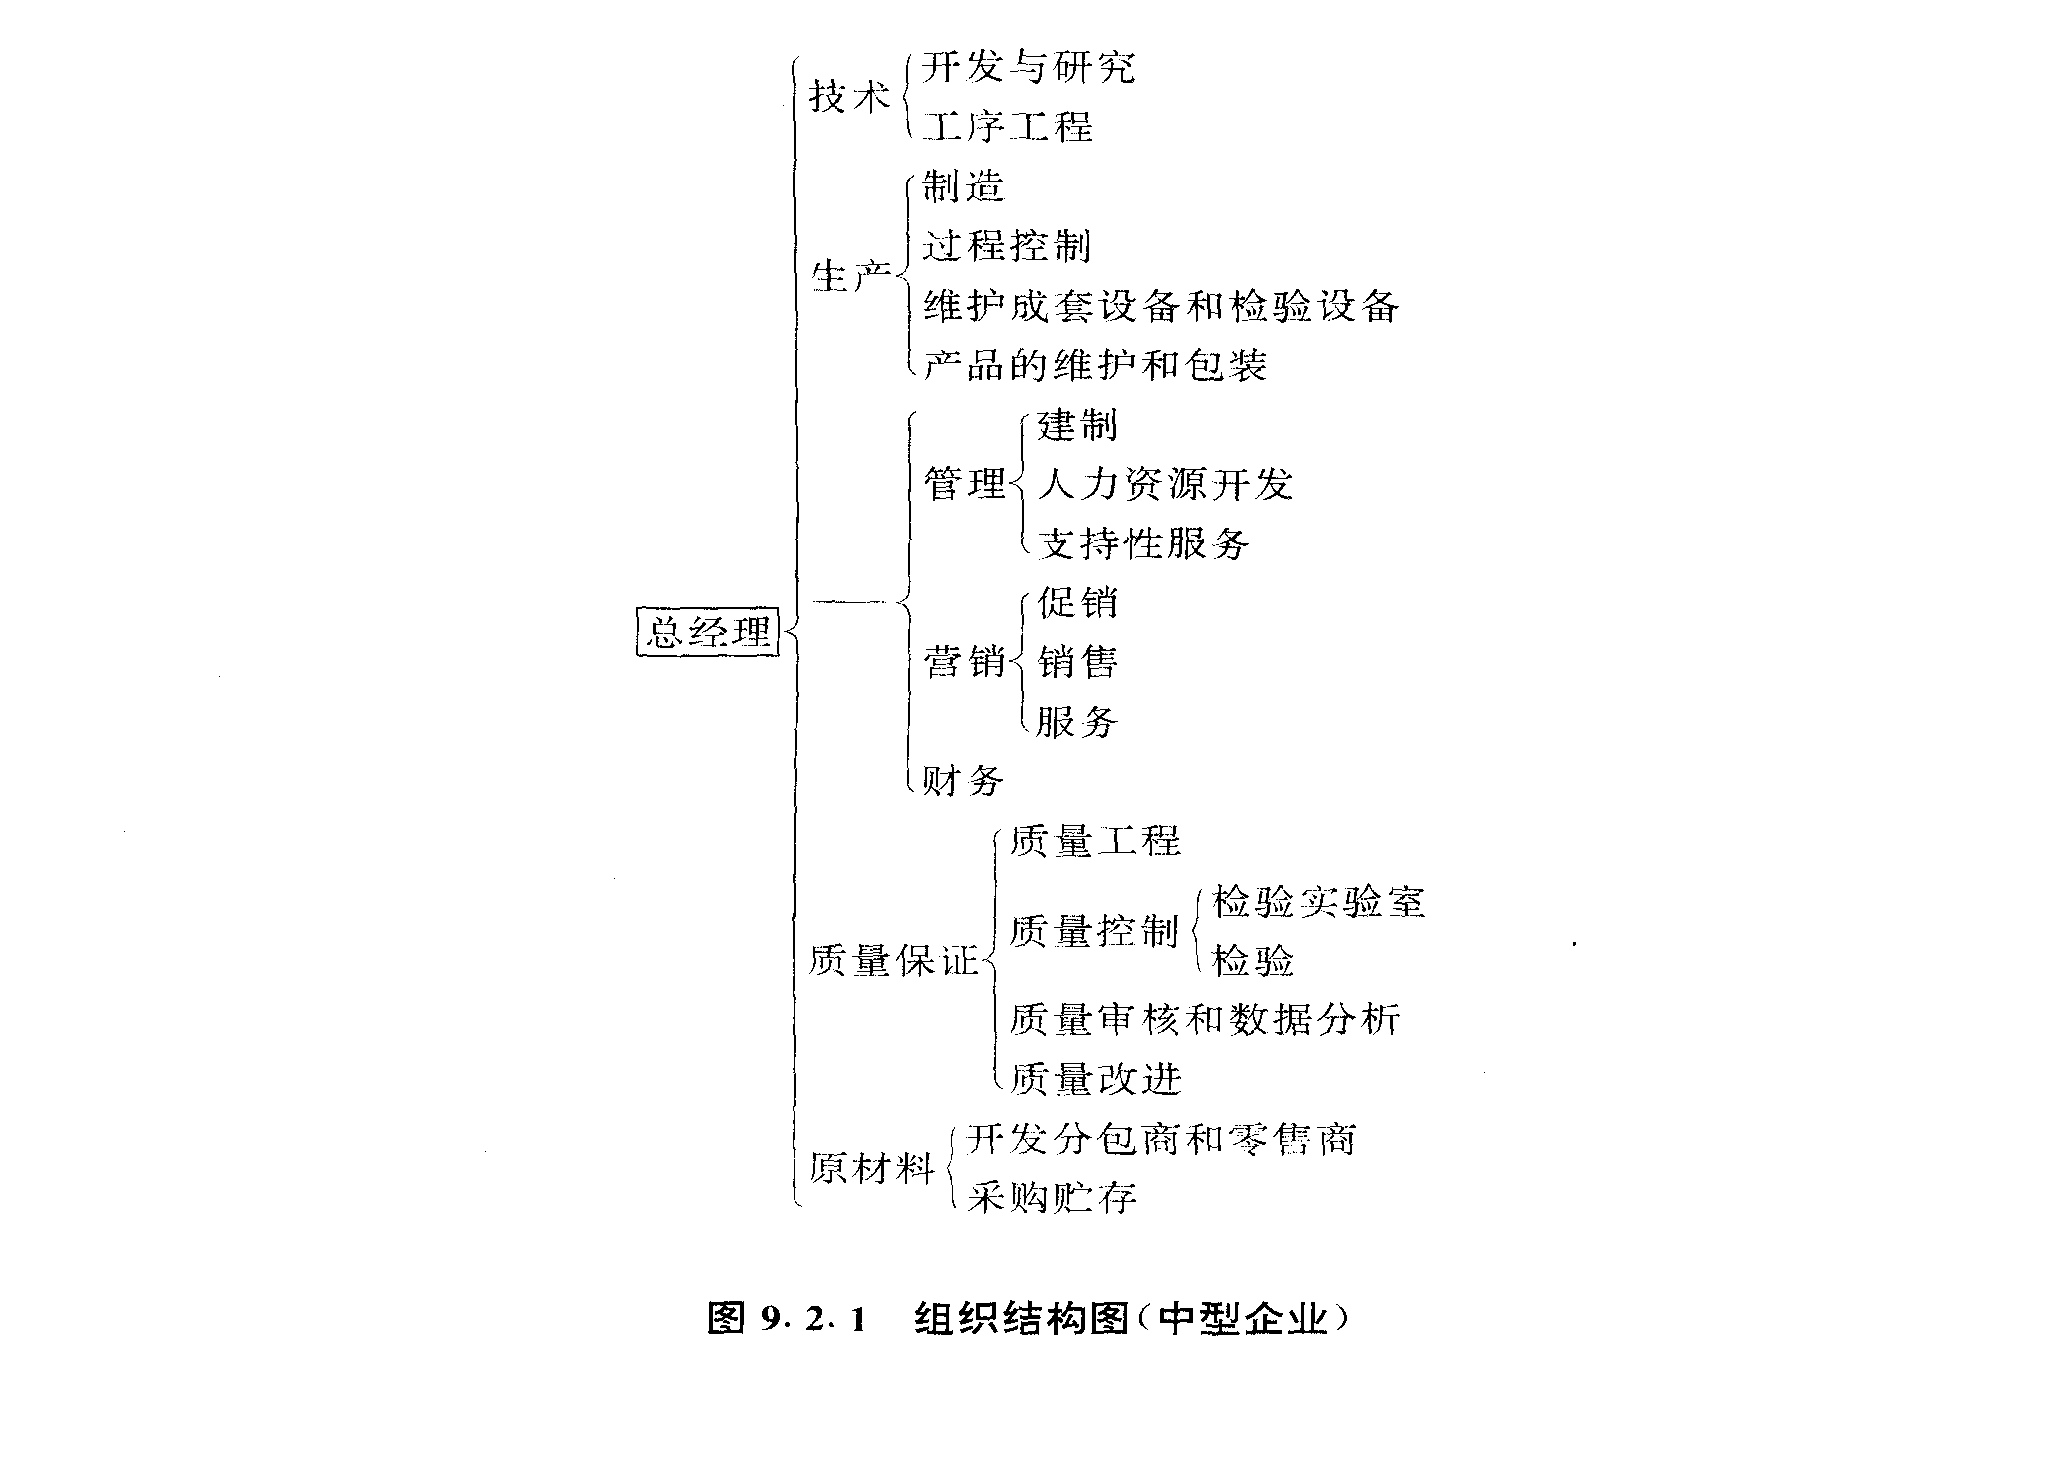 技术
开发与研究
工序工程
生产
制造
过程控制
维护成套设备和检验设备
产品的维护和包装
总经理
管理
建制
人力资源开发
支持性服务
营销
促销
销售
服务
财务
质量保证
质量工程
质量控制
检验实验室
检验
质量审核和数据分析
质量改进
原材料
开发分包商和零售商
采购贮存
图 9.2.1 组织结构图(中型企业)